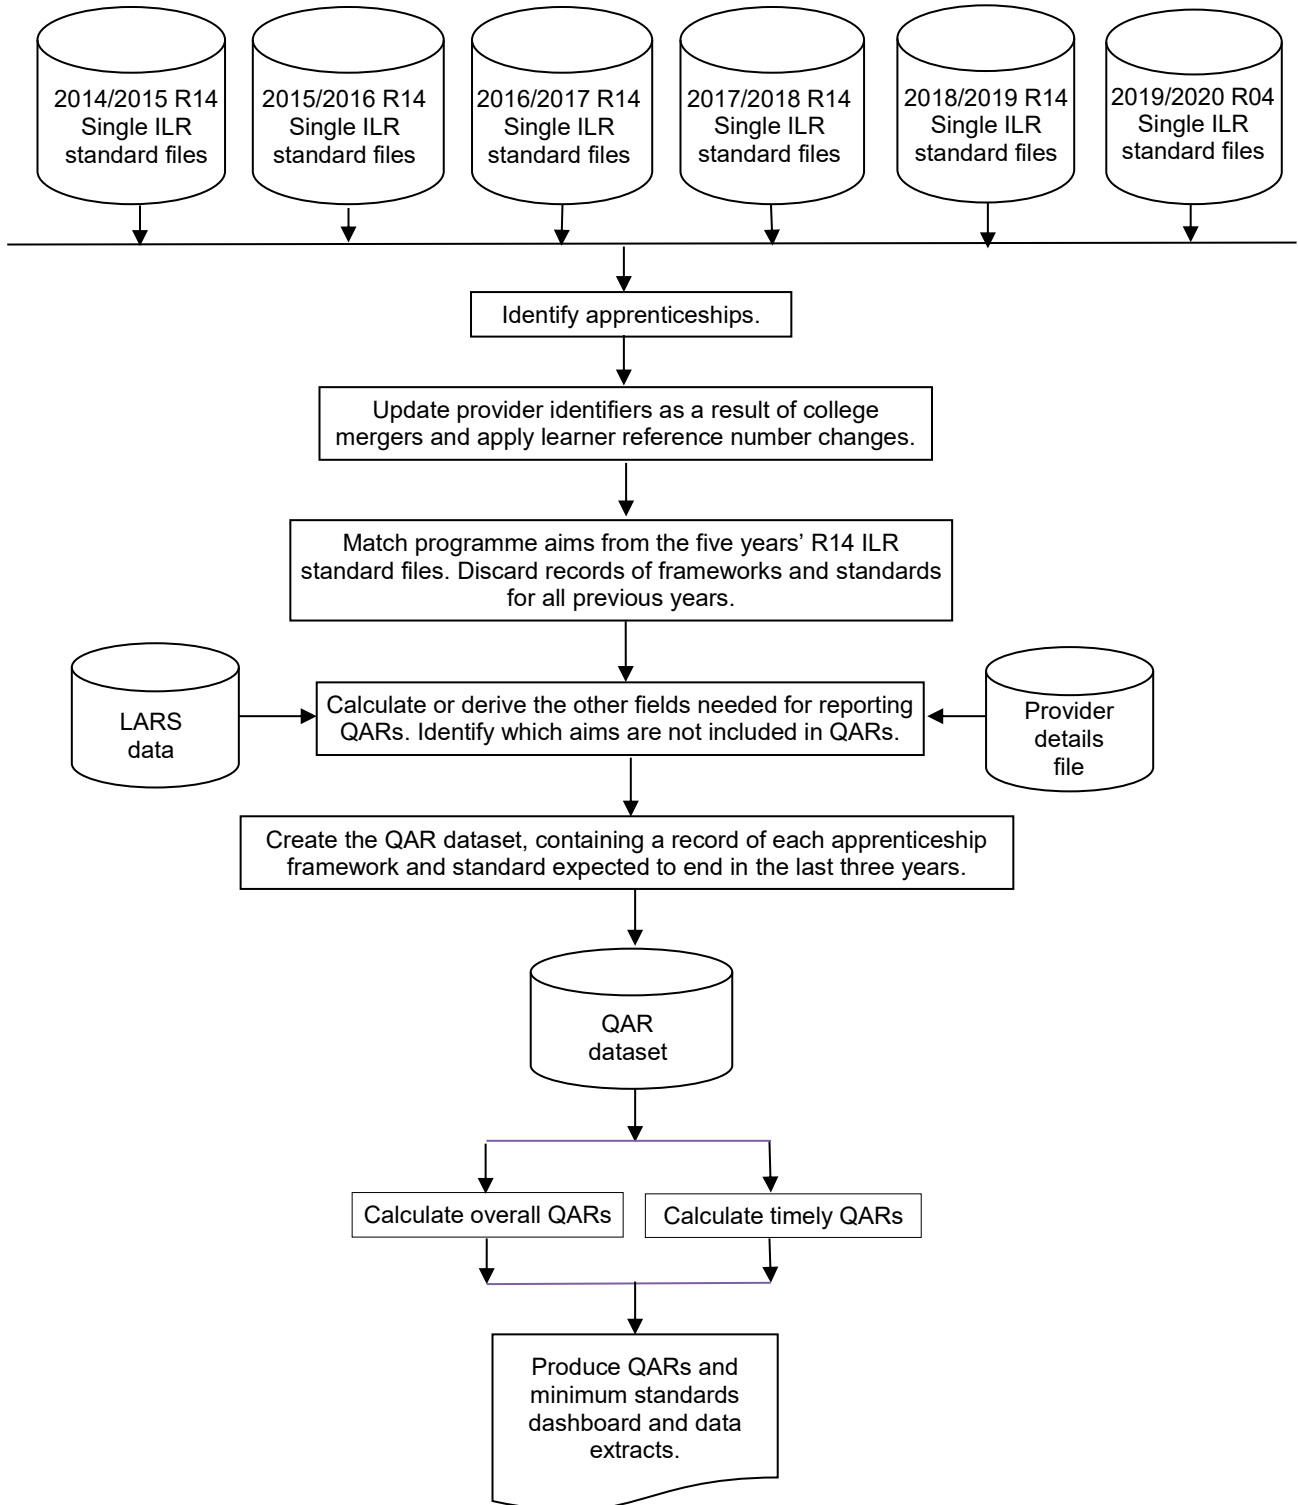 2014/2015 R14
Single ILR
standard files
2015/2016 R14
Single ILR
standard files
2016/2017 R14
Single ILR
standard files
2017/2018 R14
Single ILR
standard files
2018/2019 R14
Single ILR
standard files
2019/2020 R04
Single ILR
standard files
Identify apprenticeships.
Update provider identifiers as a result of college
mergers and apply learner reference number changes.
Match programme aims from the five years’ R14 ILR
standard files. Discard records of frameworks and standards
for all previous years.
LARS
data
Calculate or derive the other fields needed for reporting
QARs. Identify which aims are not included in QARs.
Provider
details
file
Create the QAR dataset, containing a record of each apprenticeship
framework and standard expected to end in the last three years.
QAR
dataset
Calculate overall QARs
Calculate timely QARs
Produce QARs and
minimum standards
dashboard and data
extracts.